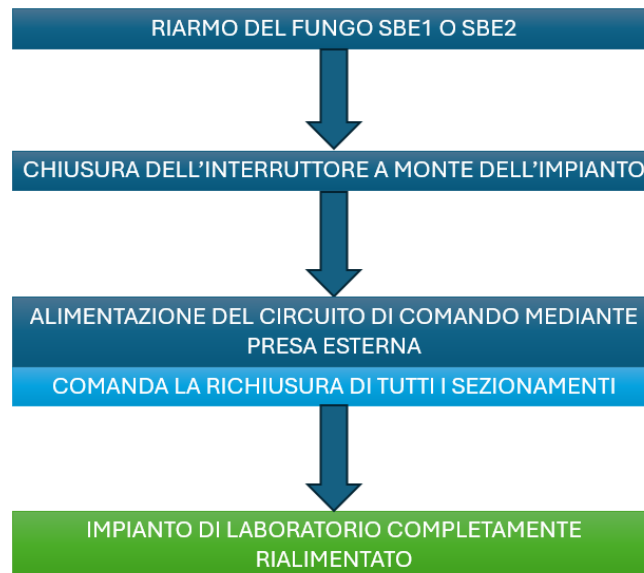 RIARMO DEL FUNGO SBE1 O SBE2
CHIUSURA DELL'INTERRUTTORE A MONTE DELL'IMPIANTO
ALIMENTAZIONE DEL CIRCUITO DI COMANDO MEDIANTE
PRESA ESTERNA
COMANDA LA RICHIUSURA DI TUTTI I SEZIONAMENTI
IMPIANTO DI LABORATORIO COMPLETAMENTE
RIALIMENTATO